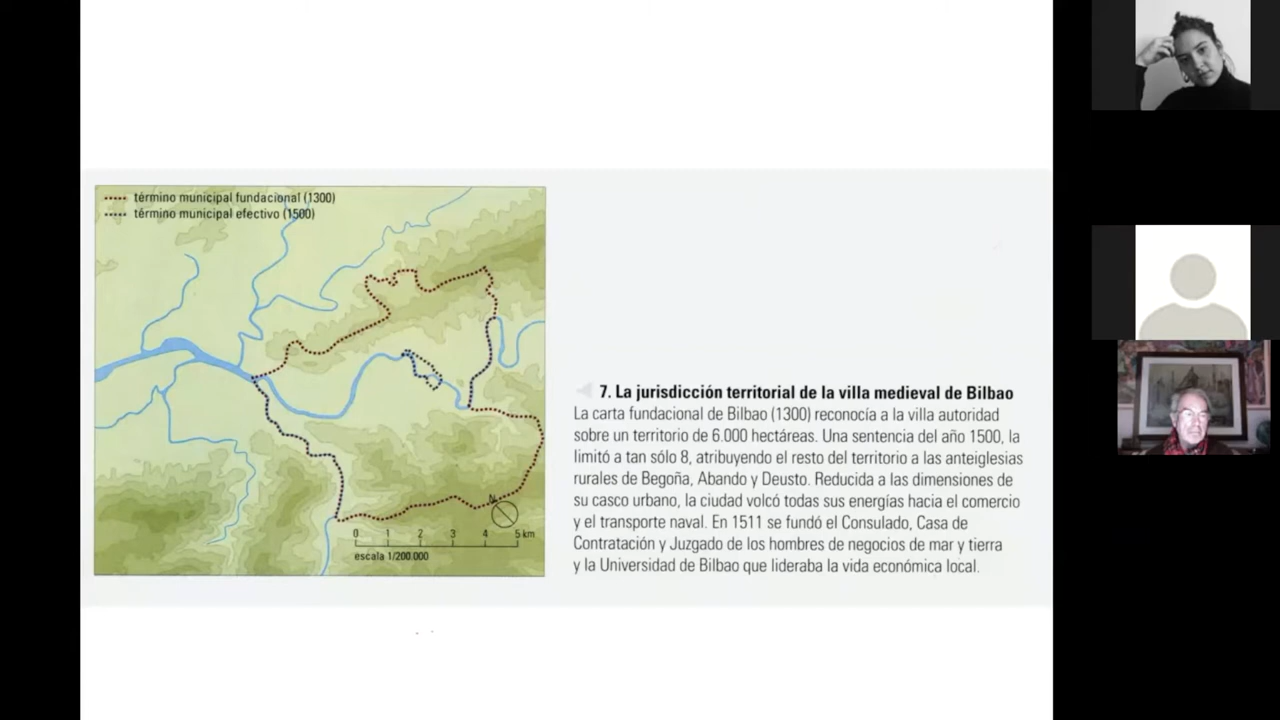 término municipal fundacional (1300)
término municipal efectivo (1500)
N
0 1 2 3 4 5 km
escala 1/200.000
7. La jurisdicción territorial de la villa medieval de Bilbao
La carta fundacional de Bilbao (1300) reconocía a la villa autoridad
sobre un territorio de 6.000 hectáreas. Una sentencia del año 1500, la
limitó a tan sólo 8, atribuyendo el resto del territorio a las anteiglesias
rurales de Begoña, Abando y Deusto. Reducida a las dimensiones de
su casco urbano, la ciudad volcó todas sus energías hacia el comercio
y el transporte naval. En 1511 se fundó el Consulado, Casa de
Contratación y Juzgado de los hombres de negocios de mar y tierra
y la Universidad de Bilbao que lideraba la vida económica local.